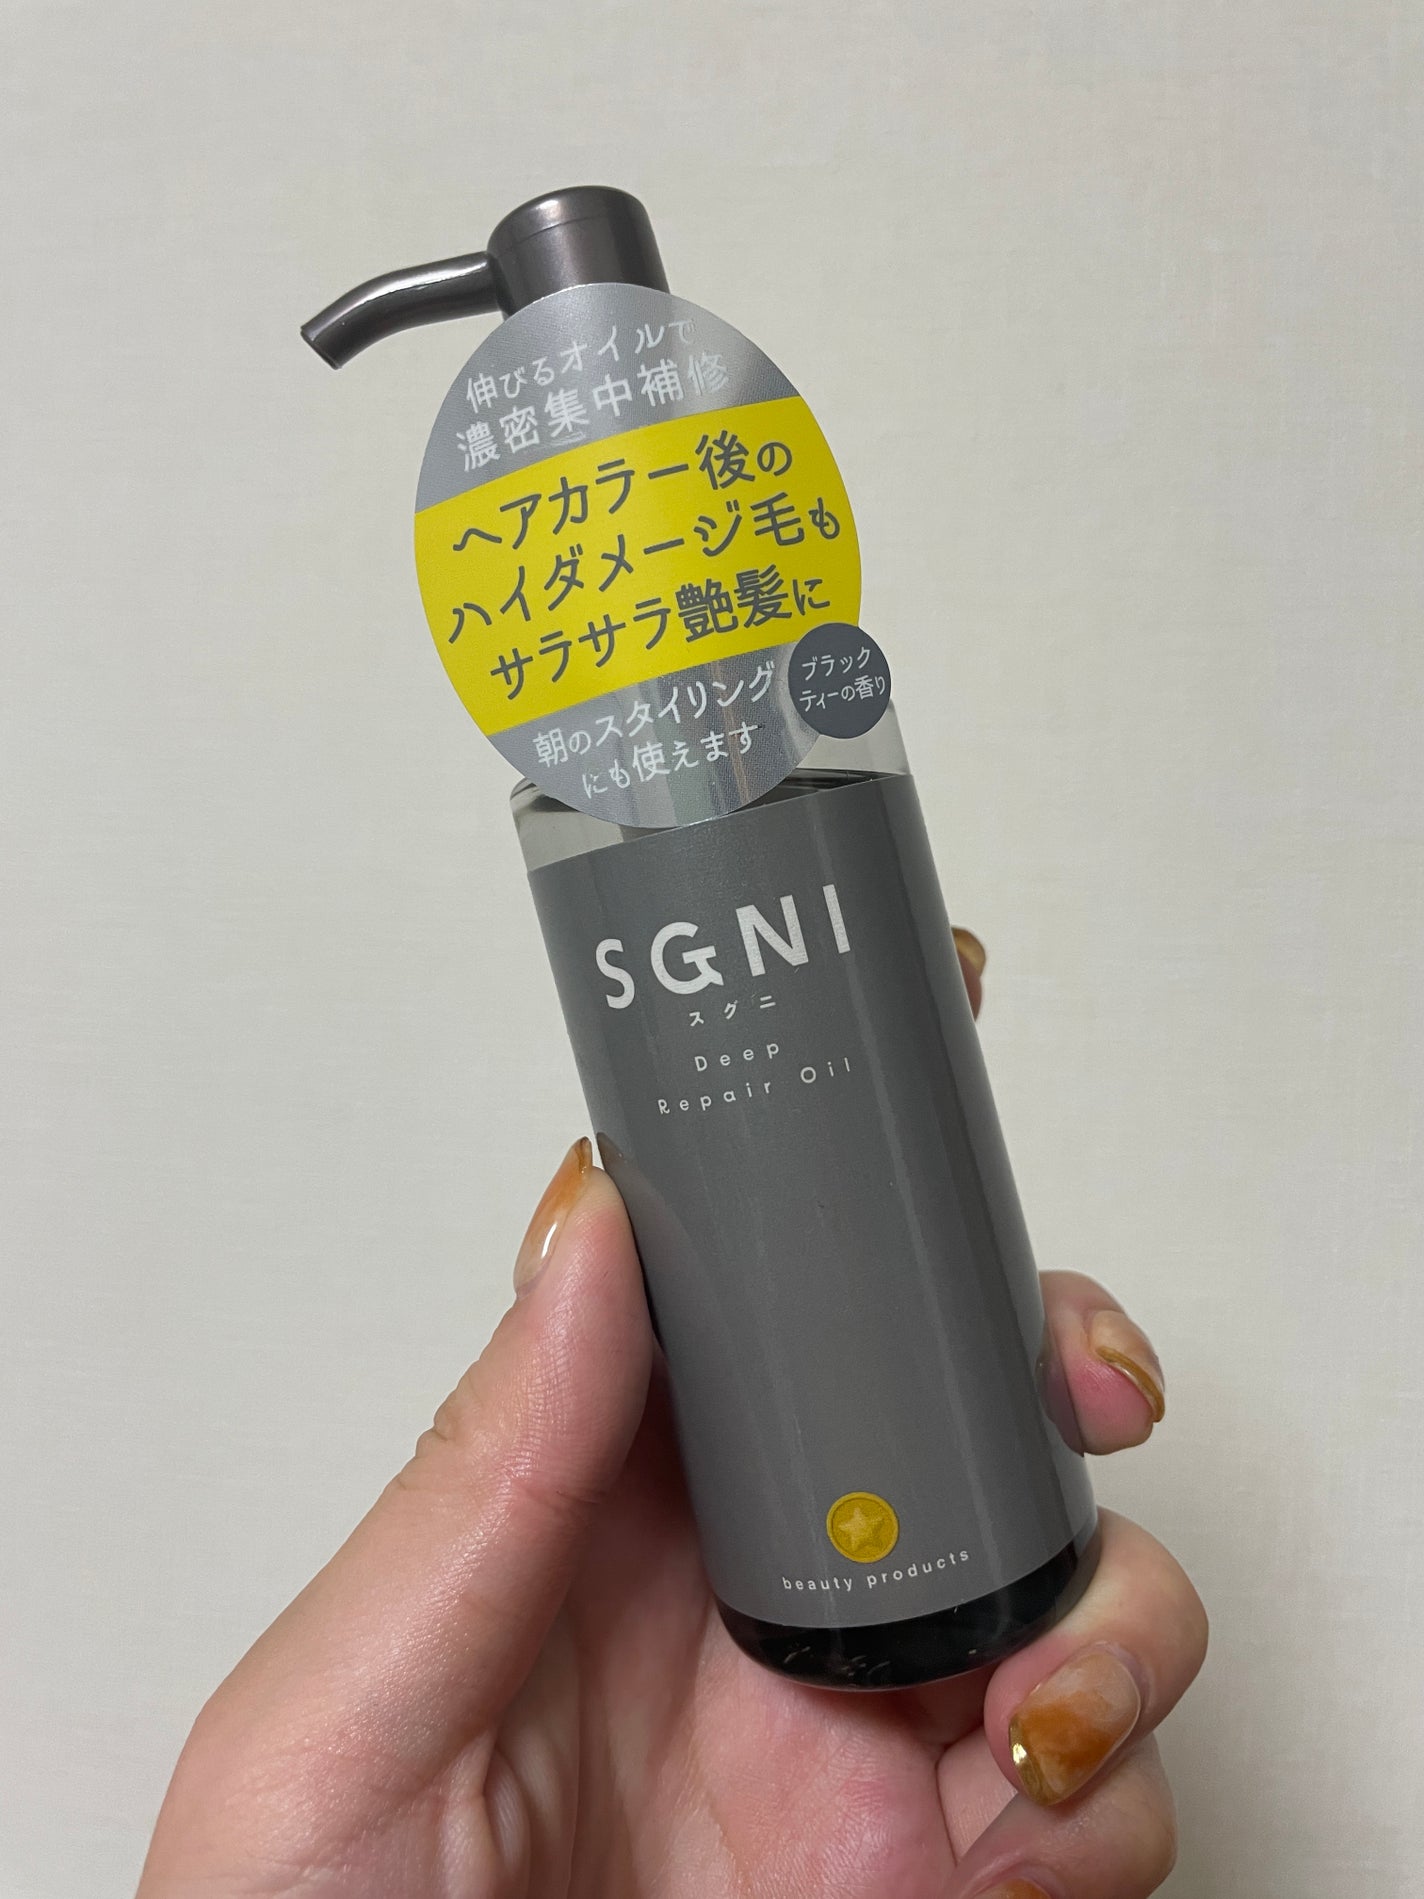 伸びるオイルで
濃密集中補修
ヘアカラー後の
ハイダメージ毛も
サラサラ艶髪に
朝のスタイリング
にも使えます
ブラック
ティーの香り
SGNI
スグニ
Deep
Repair Oil
beauty products